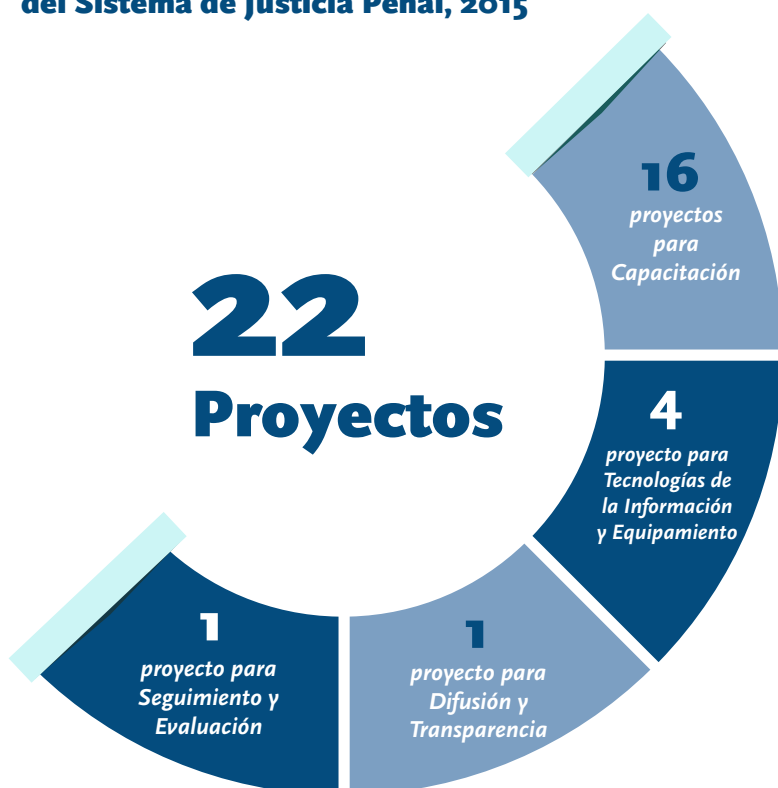 del Sistema de Justicia Penal, 2015
16
proyectos
para
Capacitación
22
Proyectos
4
proyecto para
Tecnologías de
la Información
y Equipamiento
1
proyecto para
Seguimiento y
Evaluación
1
proyecto para
Difusión y
Transparencia